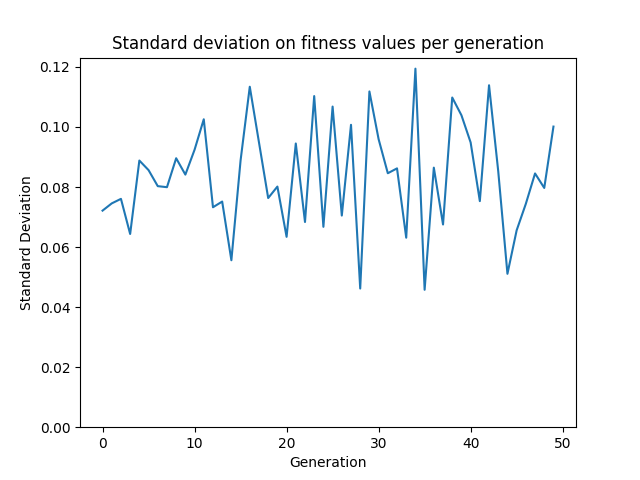 Standard deviation on fitness values per generation
0.12
0.10
0.08
0.06
0.04
0.02
0.00
Standard Deviation
0 10 20 30 40 50
Generation